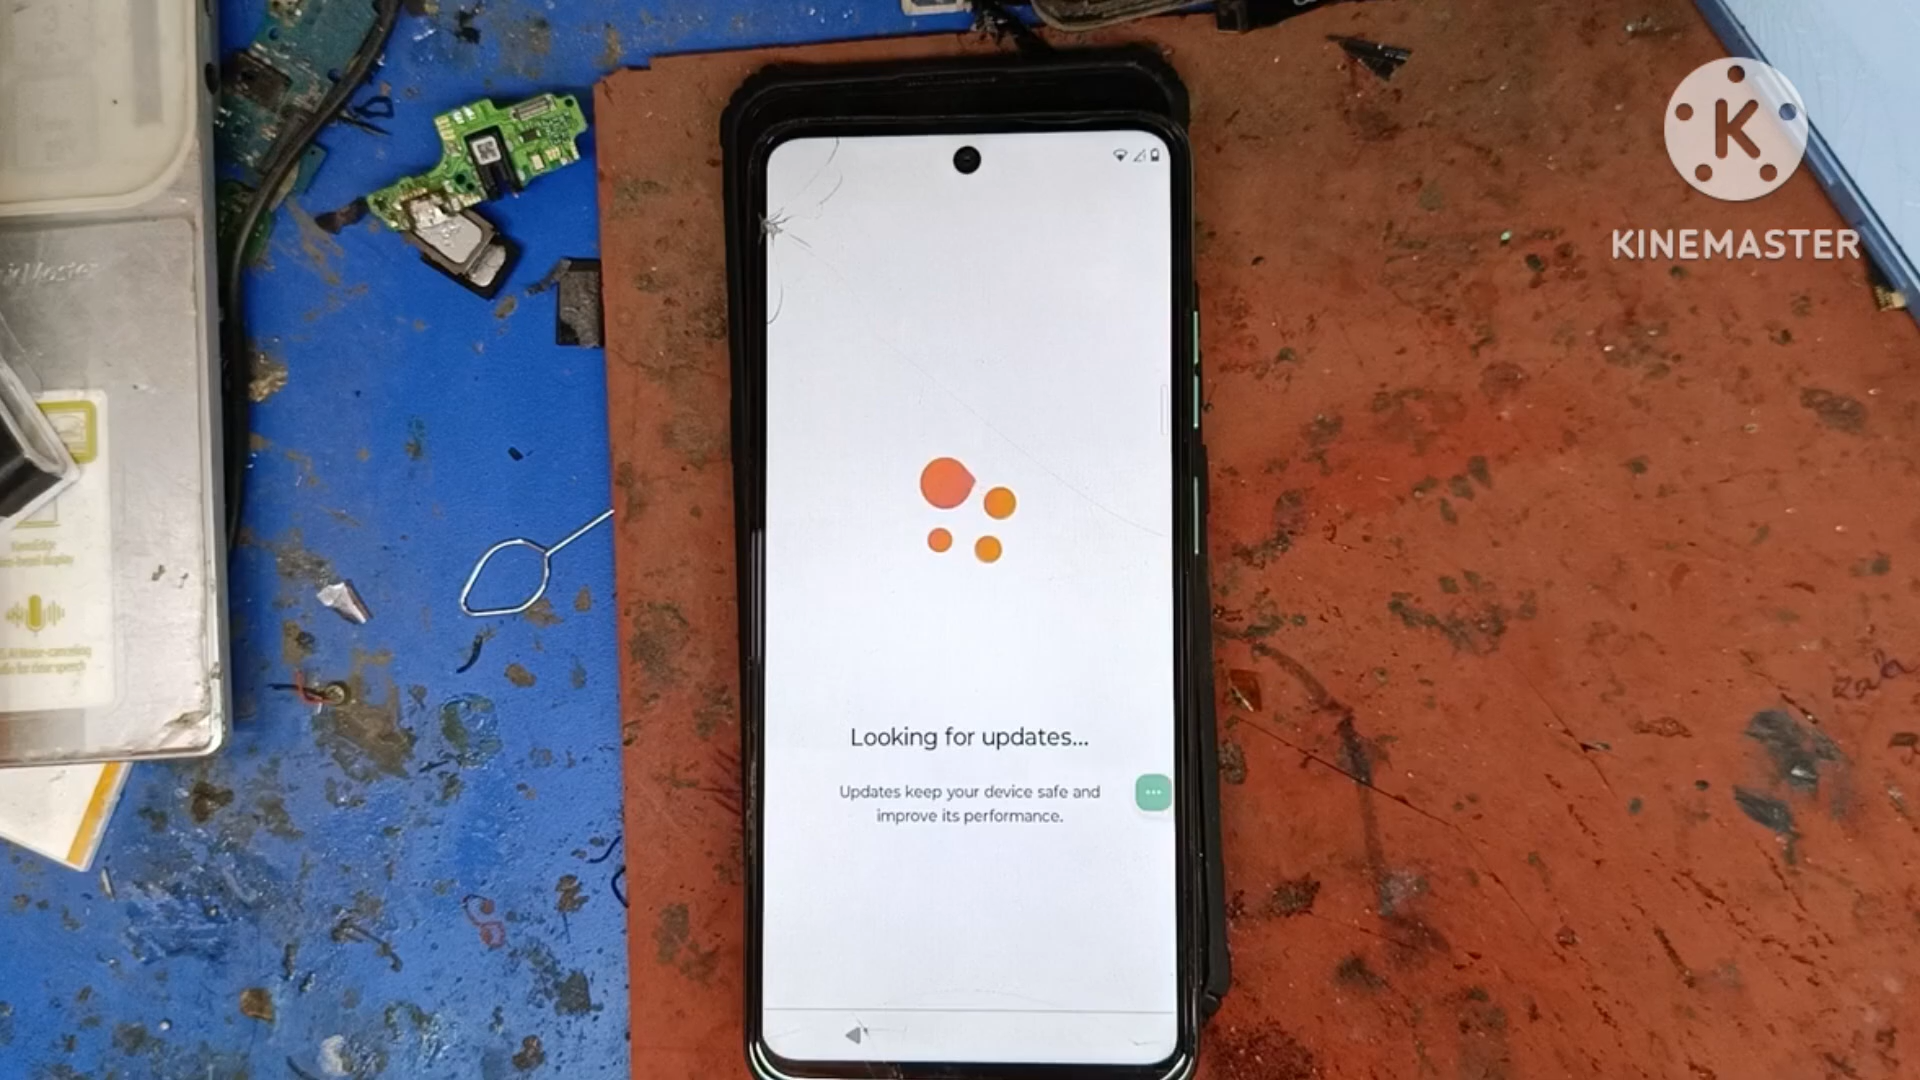 K
KINEMASTER
Looking for updates...
Updates keep your device safe and
improve its performance.